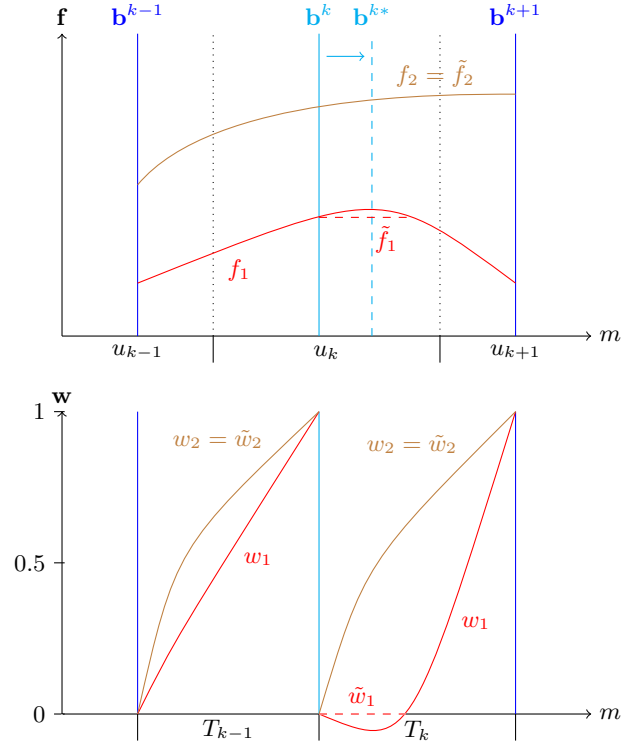 f b^{k−1} b^k b^{k∗} b^{k+1}
f_2 = f̃_2
f̃_1
f_1
m
u_{k−1} u_k u_{k+1}
w
1
w_2 = w̃_2 w_2 = w̃_2
w_1
0.5
w_1
w̃_1
0 m
T_{k−1} T_k